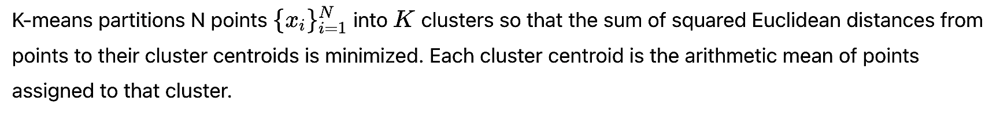 K-means partitions N points $\{x_i\}_{i=1}^{N}$ into $K$ clusters so that the sum of squared Euclidean distances from
points to their cluster centroids is minimized. Each cluster centroid is the arithmetic mean of points
assigned to that cluster.